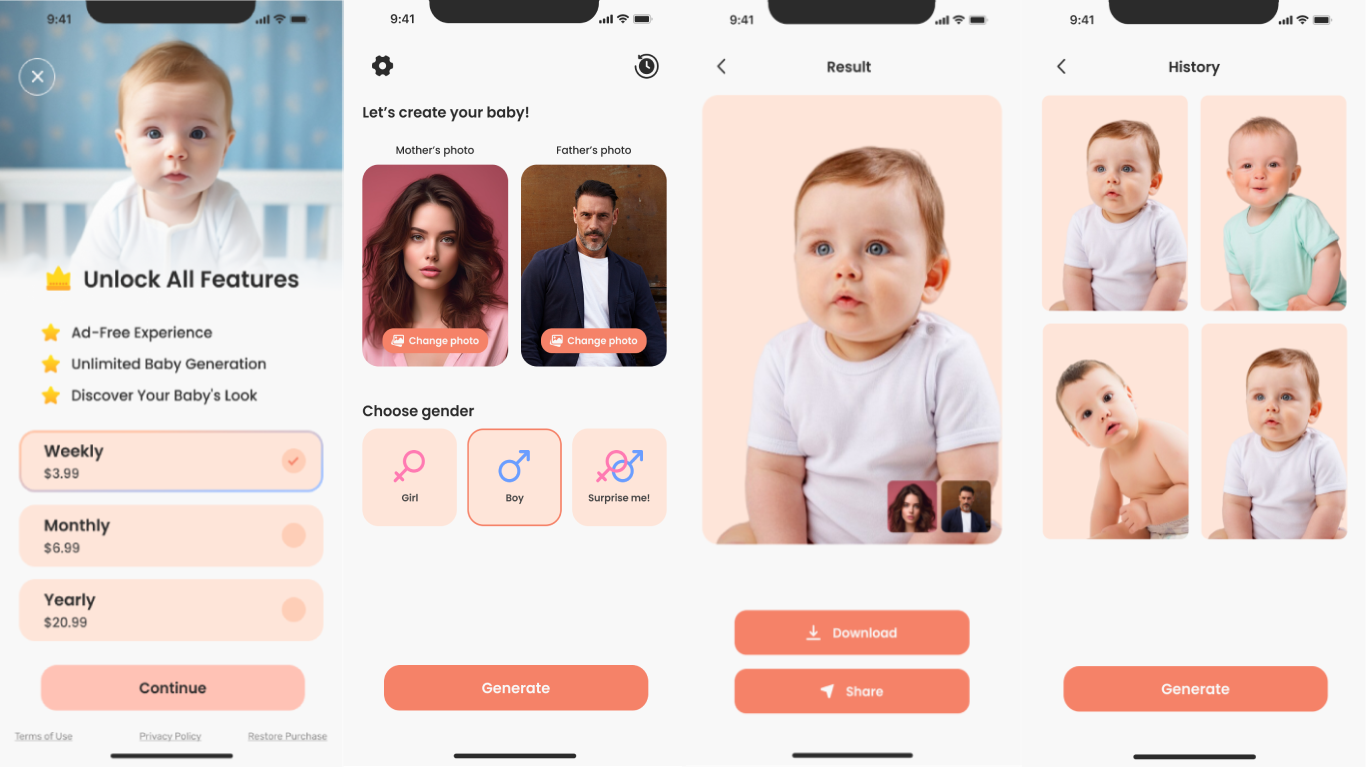 9:41
Unlock All Features
Ad-Free Experience
Unlimited Baby Generation
Discover Your Baby's Look
Weekly
$3.99
Monthly
$6.99
Yearly
$20.99
Continue
Terms of Use
Privacy Policy
Restore Purchase
9:41
Let's create your baby!
Mother's photo
Father's photo
Change photo
Change photo
Choose gender
Girl
Boy
Surprise me!
Generate
9:41
Result
Download
Share
9:41
History
Generate